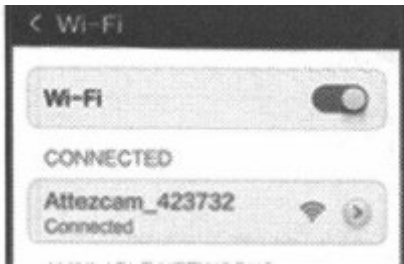 < Wi-Fi
Wi-Fi
CONNECTED
Attezcam_423732
Connected